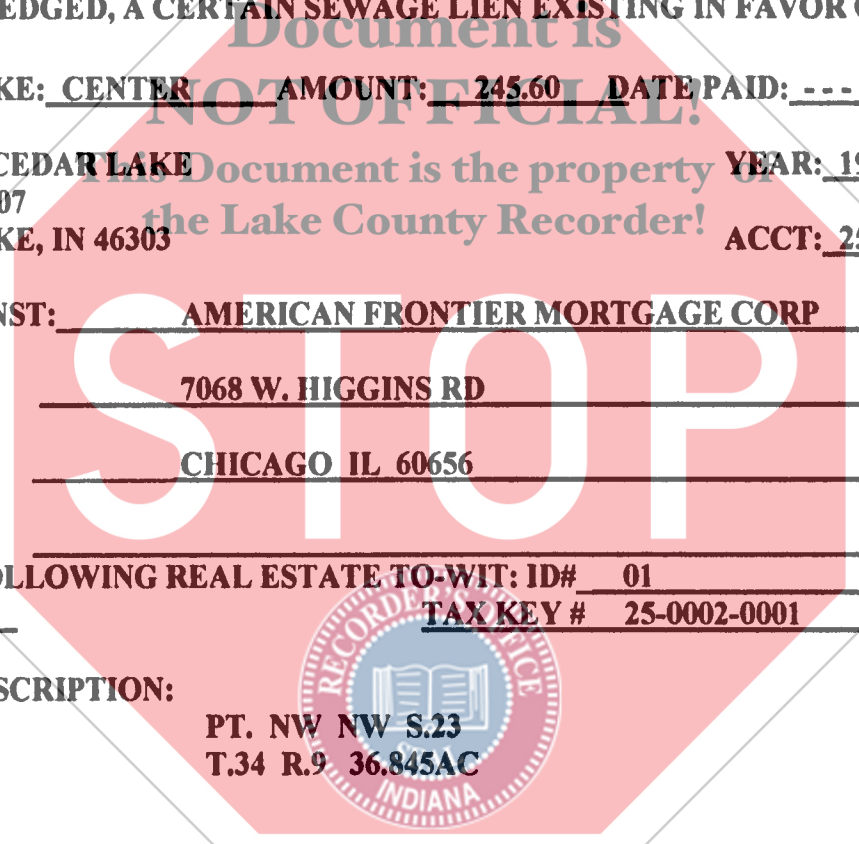 EDGED, A CERTAIN SEWAGE LIEN EXISTING IN FAVOR
Document is
KE: CENTER AMOUNT: 245.60 DATE PAID: ---
NOT OFFICIAL!
CEDAR LAKE YEAR: 19
This Document is the property of
07
the Lake County Recorder!
KE, IN 46303 ACCT: 25
NST: AMERICAN FRONTIER MORTGAGE CORP
7068 W. HIGGINS RD
STOP
CHICAGO IL 60656
OLLOWING REAL ESTATE TO-WIT: ID# 01
TAX KEY # 25-0002-0001
RECORDER'S OFFICE
SCRIPTION:
PT. NW NW S.23
T.34 R.9 36.845AC
SEAL
INDIANA